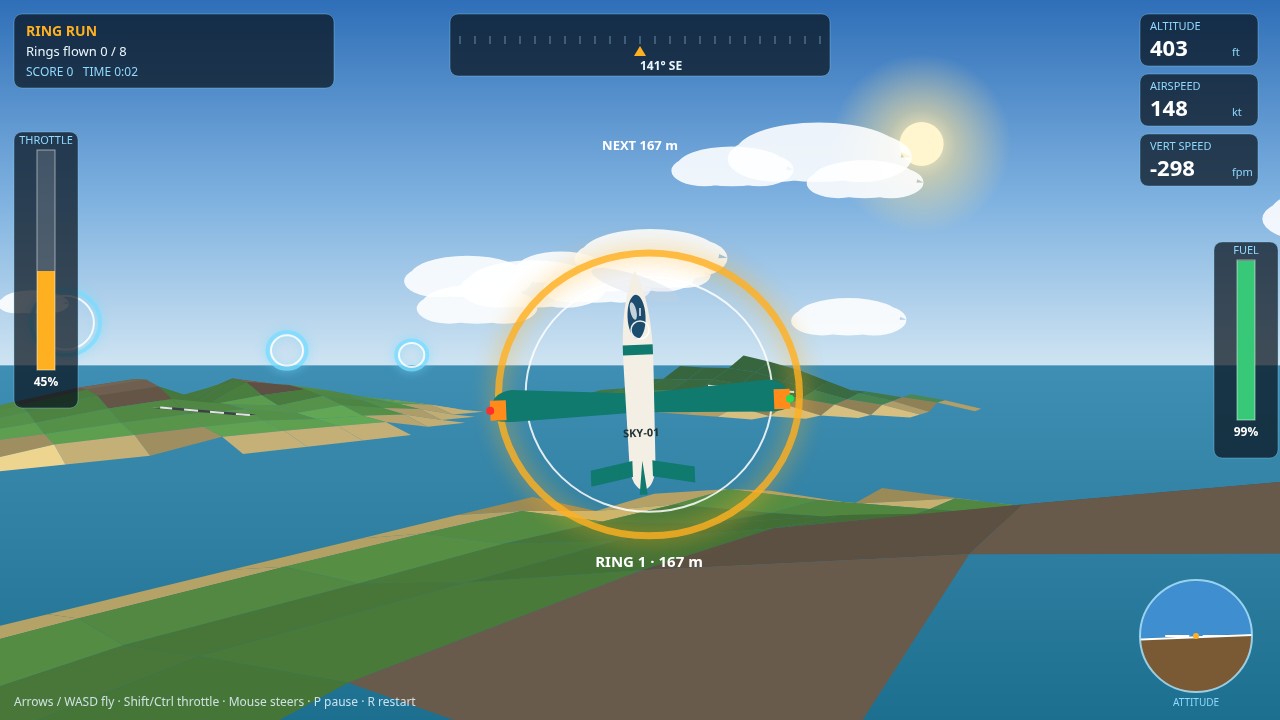 RING RUN
Rings flown 0 / 8
SCORE 0 TIME 0:02
141° SE
ALTITUDE
403 ft
AIRSPEED
148 kt
VERT SPEED
-298 fpm
THROTTLE
45%
NEXT 167 m
FUEL
99%
SKY-01
RING 1 · 167 m
Arrows / WASD fly · Shift/Ctrl throttle · Mouse steers · P pause · R restart
ATTITUDE